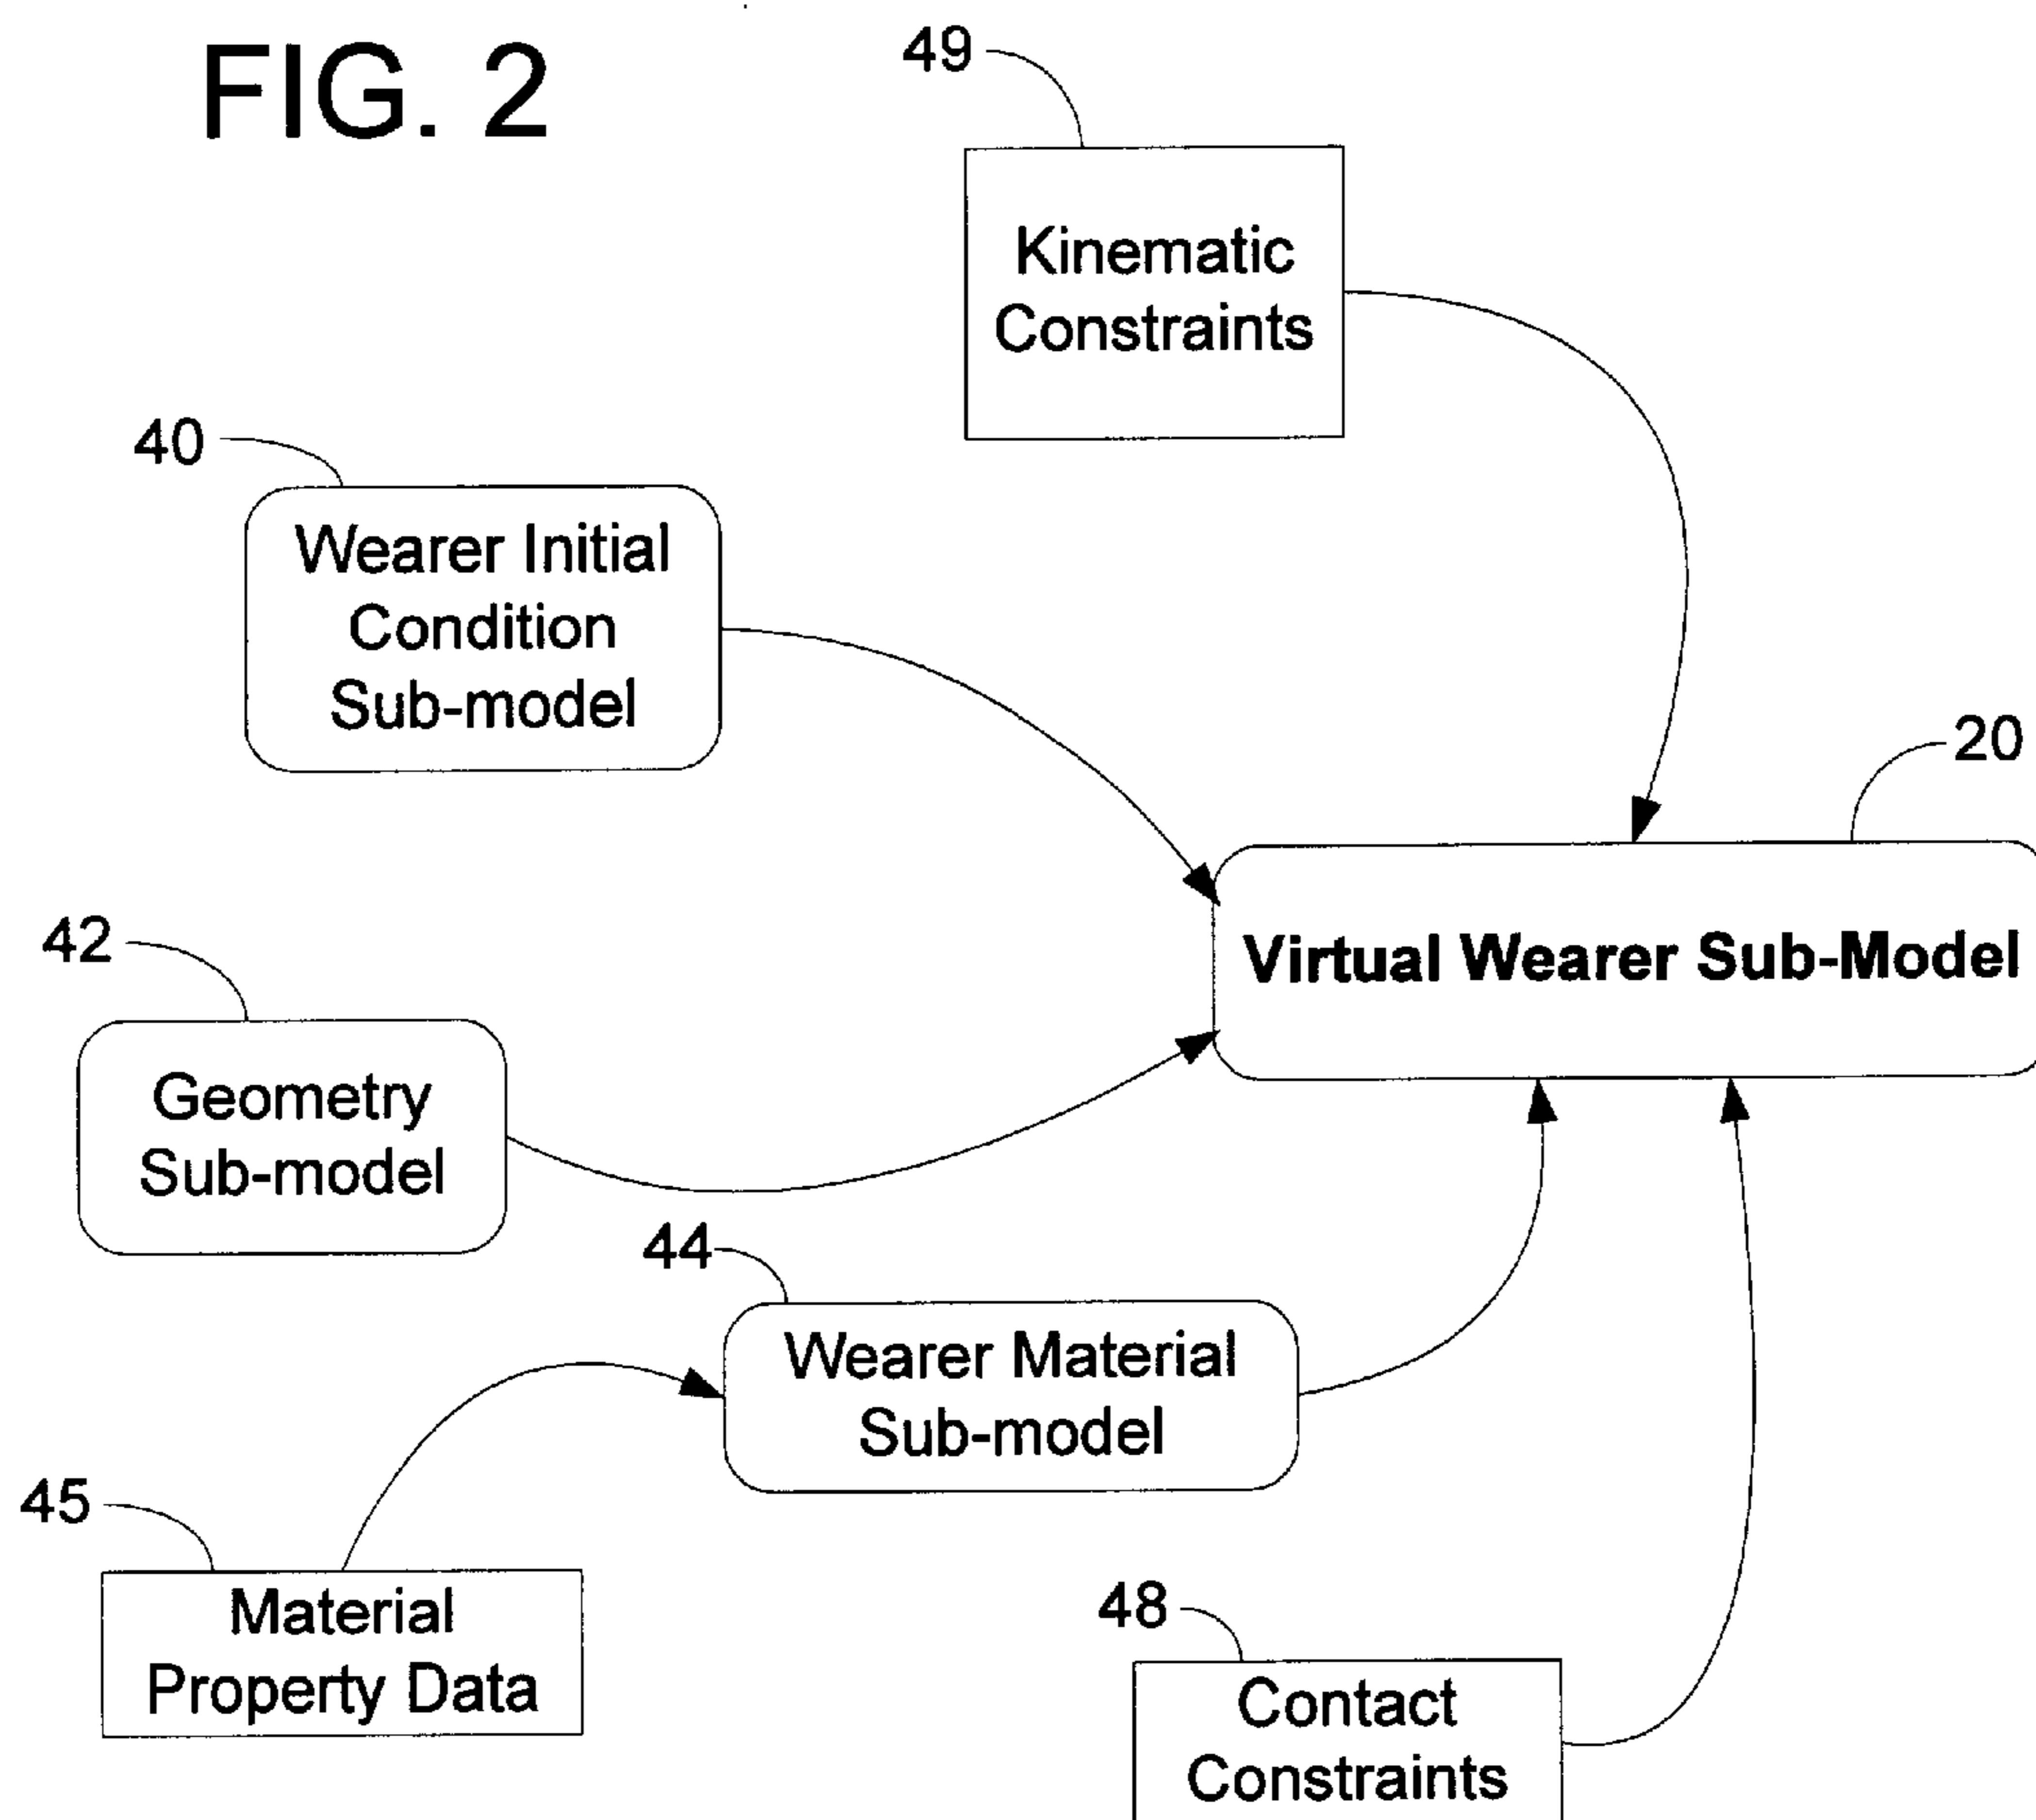 FIG. 2
49
Kinematic
Constraints
40
Wearer Initial
Condition
Sub-model
20
Virtual Wearer Sub-Model
42
Geometry
Sub-model
44
Wearer Material
Sub-model
45
Material
Property Data
48
Contact
Constraints